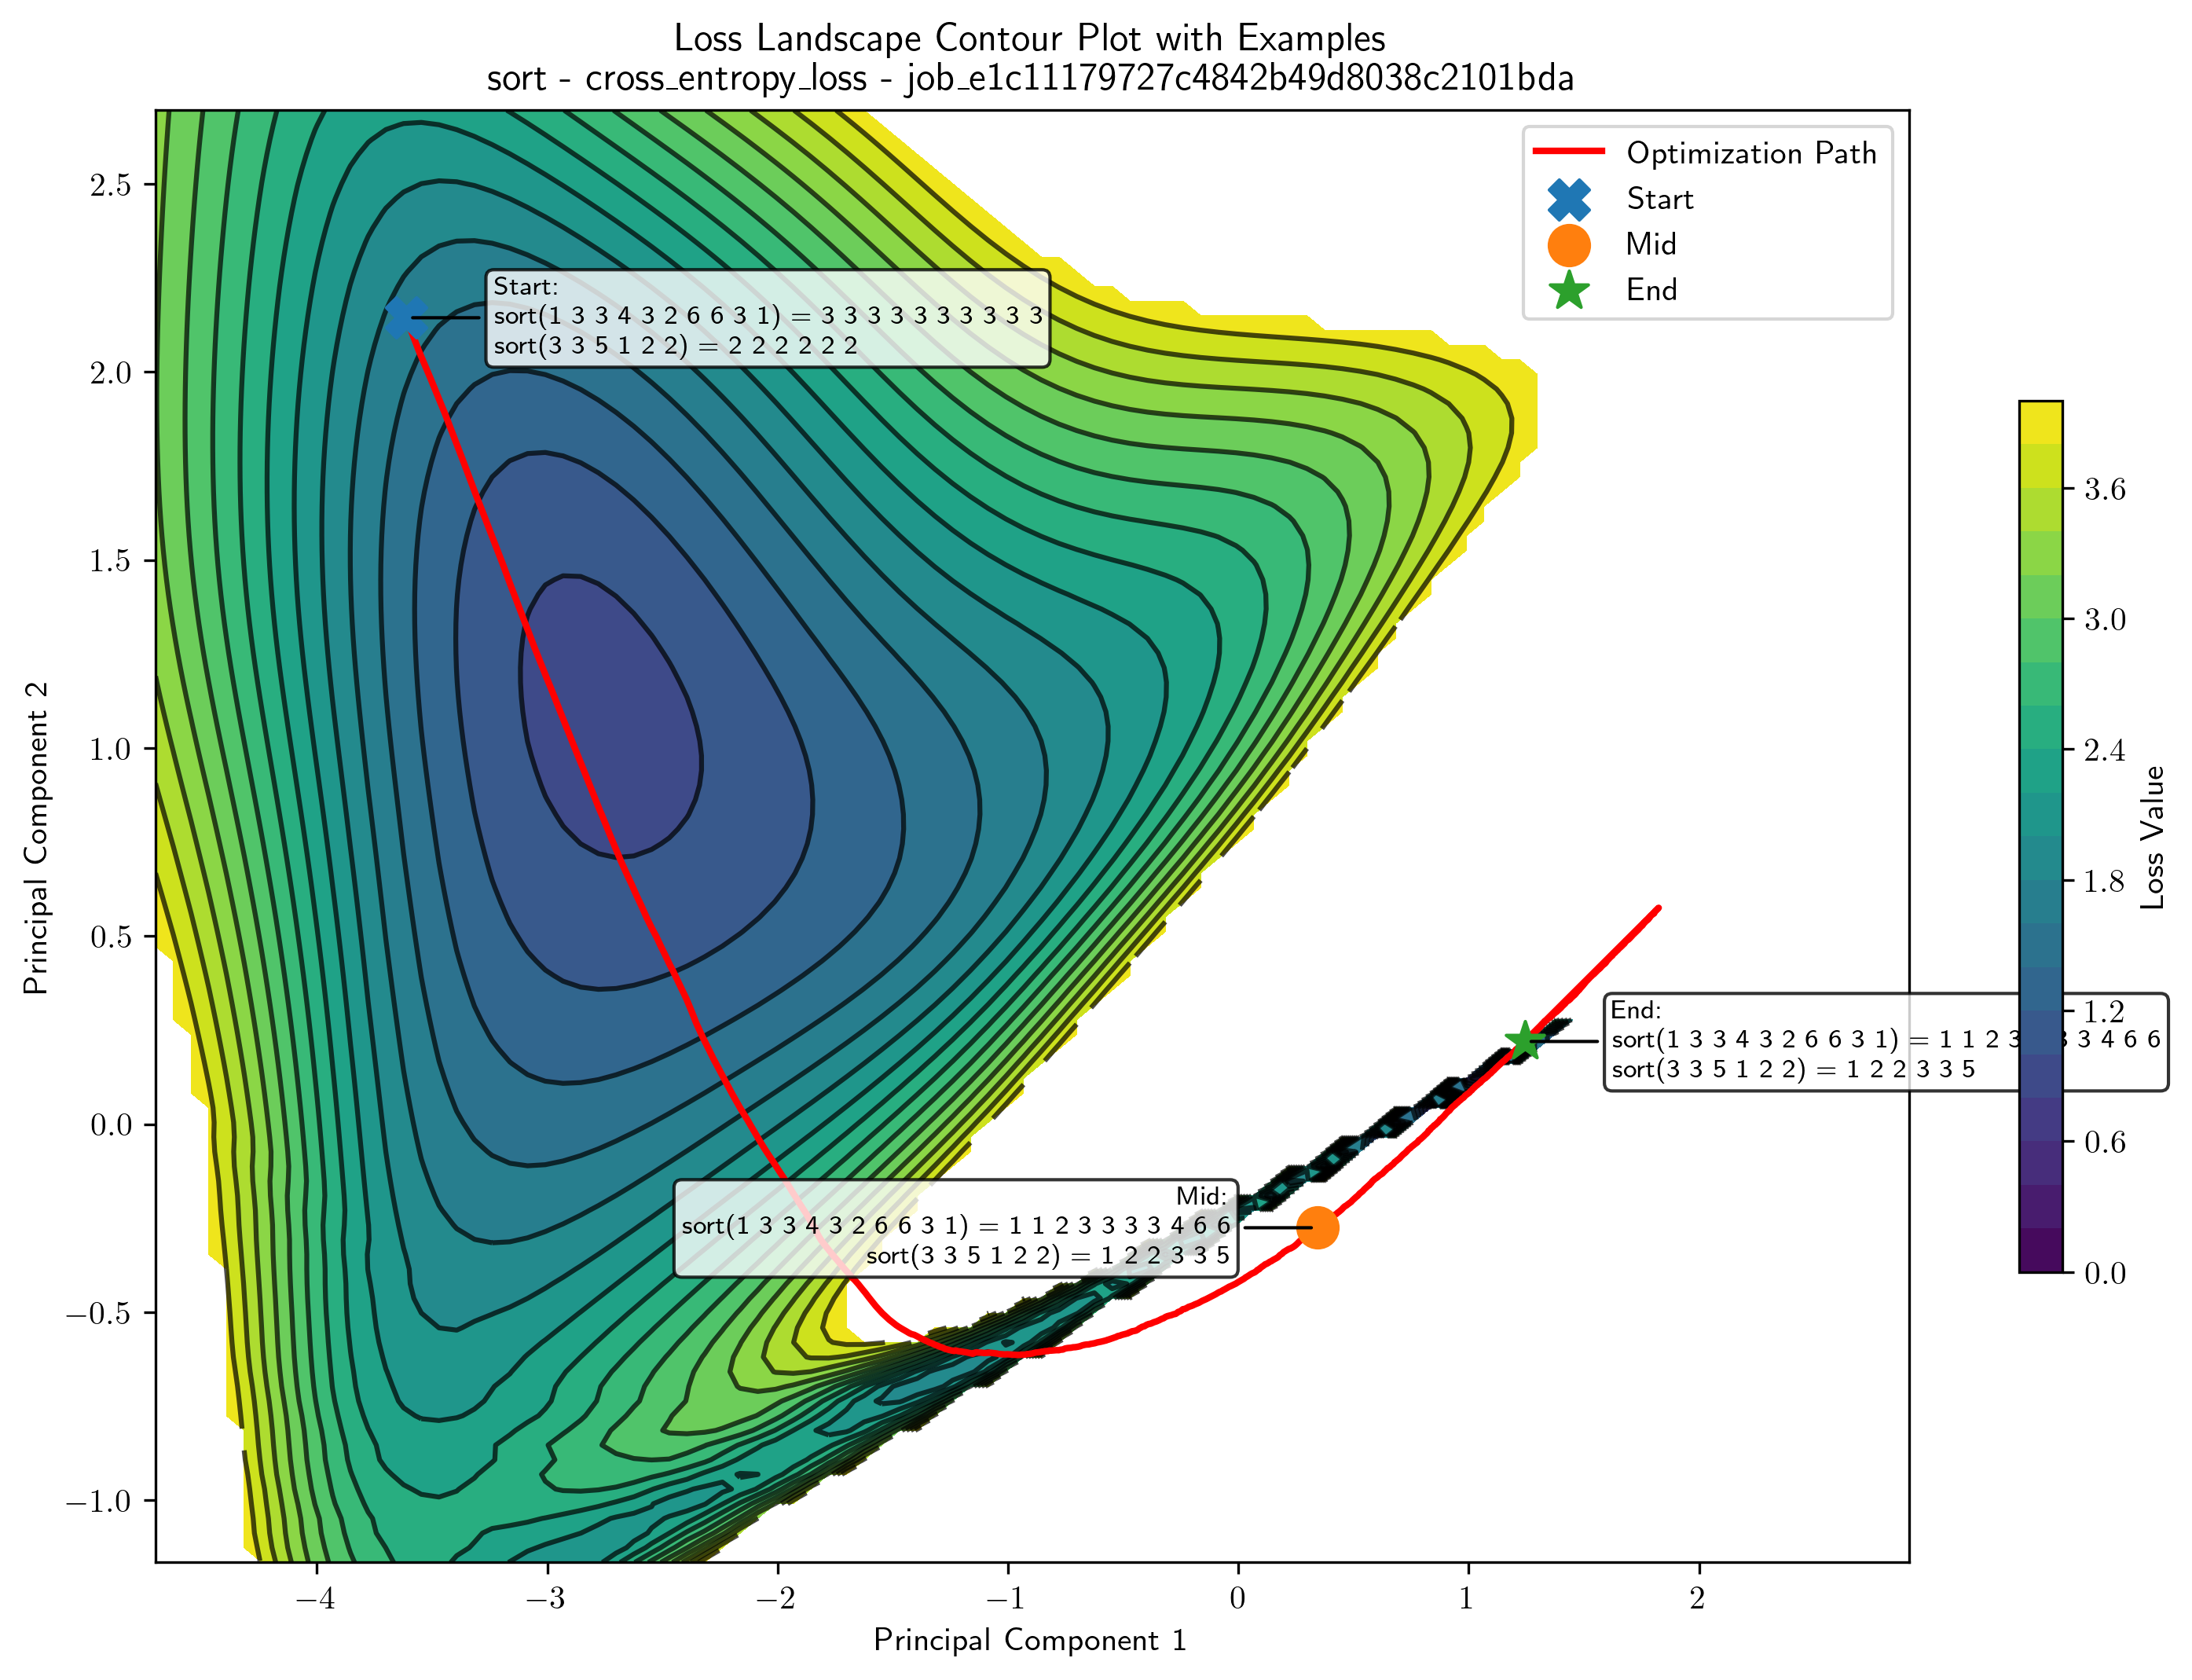 Loss Landscape Contour Plot with Examples
sort - cross_entropy_loss - job_e1c11179727c4842b49d8038c2101bda
Optimization Path
Start
Mid
End
Start:
sort(1 3 3 4 3 2 6 6 3 1) = 3 3 3 3 3 3 3 3 3 3
sort(3 3 5 1 2 2) = 2 2 2 2 2 2
Mid:
sort(1 3 3 4 3 2 6 6 3 1) = 1 1 2 3 3 3 3 4 6 6
sort(3 3 5 1 2 2) = 1 2 2 3 3 5
End:
sort(1 3 3 4 3 2 6 6 3 1) = 1 1 2 3 3 3 4 6 6
sort(3 3 5 1 2 2) = 1 2 2 3 3 5
2.5
2.0
1.5
1.0
0.5
0.0
−0.5
−1.0
Principal Component 2
−4
−3
−2
−1
0
1
2
Principal Component 1
3.6
3.0
2.4
1.8
1.2
0.6
0.0
Loss Value